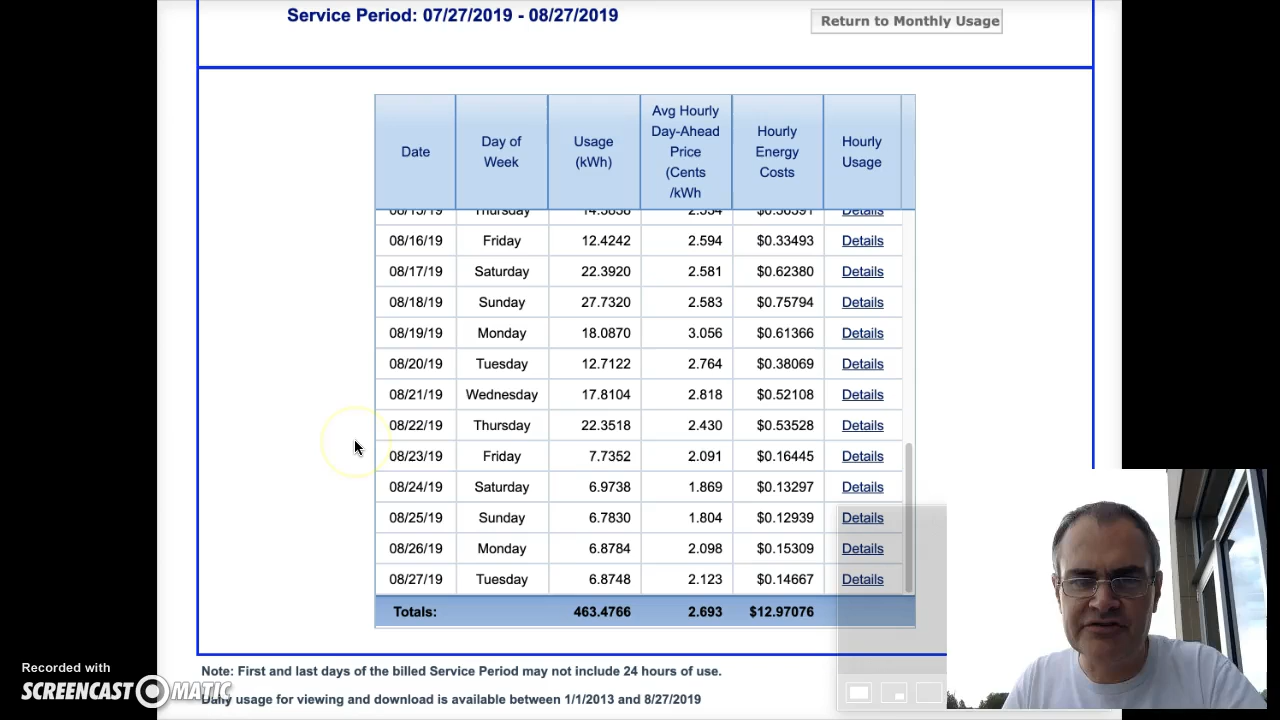 Service Period: 07/27/2019 - 08/27/2019
Return to Monthly Usage
Date Day of Week Usage (kWh) Avg Hourly Day-Ahead Price (Cents /kWh Hourly Energy Costs Hourly Usage
Thursday Details
08/16/19 Friday 12.4242 2.594 $0.33493 Details
08/17/19 Saturday 22.3920 2.581 $0.62380 Details
08/18/19 Sunday 27.7320 2.583 $0.75794 Details
08/19/19 Monday 18.0870 3.056 $0.61366 Details
08/20/19 Tuesday 12.7122 2.764 $0.38069 Details
08/21/19 Wednesday 17.8104 2.818 $0.52108 Details
08/22/19 Thursday 22.3518 2.430 $0.53528 Details
08/23/19 Friday 7.7352 2.091 $0.16445 Details
08/24/19 Saturday 6.9738 1.869 $0.13297 Details
08/25/19 Sunday 6.7830 1.804 $0.12939 Details
08/26/19 Monday 6.8784 2.098 $0.15309 Details
08/27/19 Tuesday 6.8748 2.123 $0.14667 Details
Totals: 463.4766 2.693 $12.97076
Note: First and last days of the billed Service Period may not include 24 hours of use.
Daily usage for viewing and download is available between 1/1/2013 and 8/27/2019
Recorded with
SCREENCAST MATIC